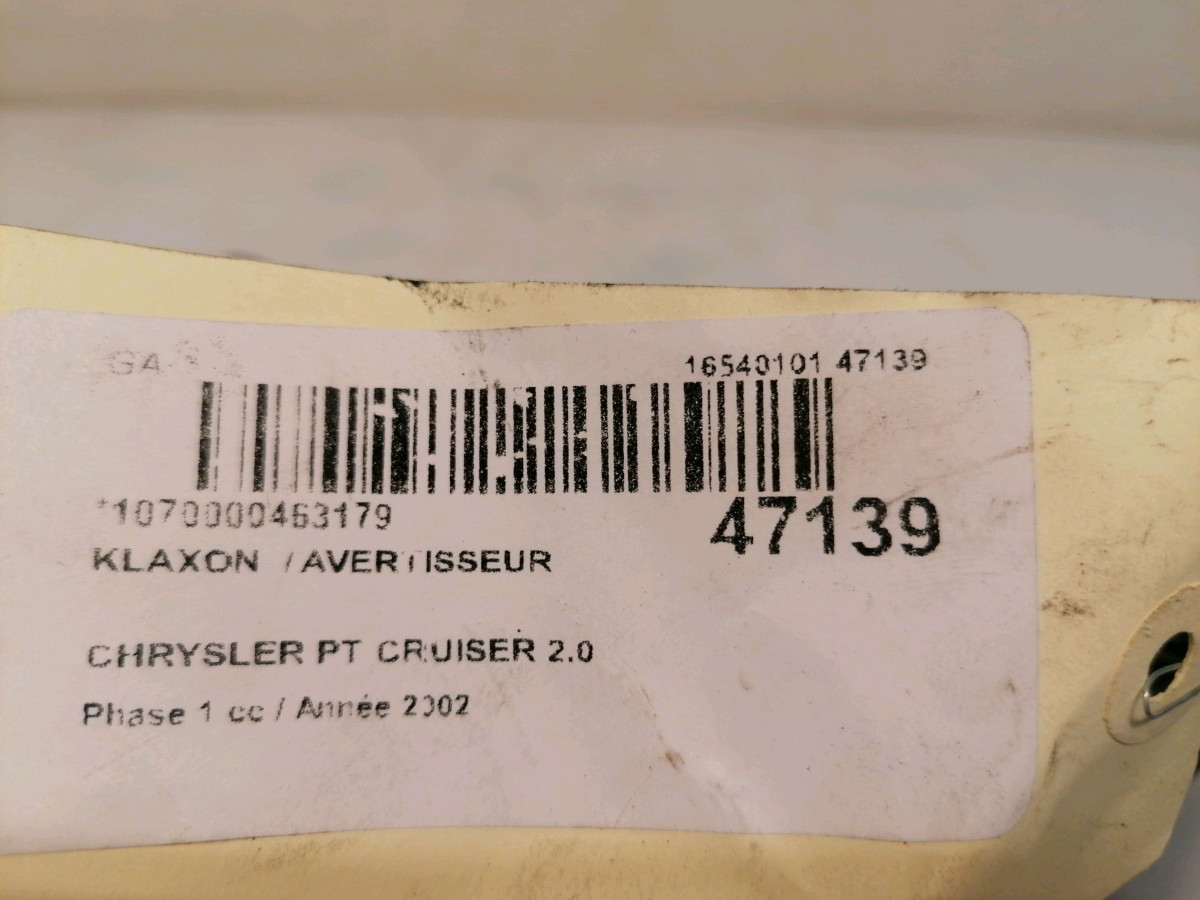 16540101 47139
*1070000463179
47139
KLAXON / AVERTISSEUR
CHRYSLER PT CRUISER 2.0
Phase 1 cc / Année 2002